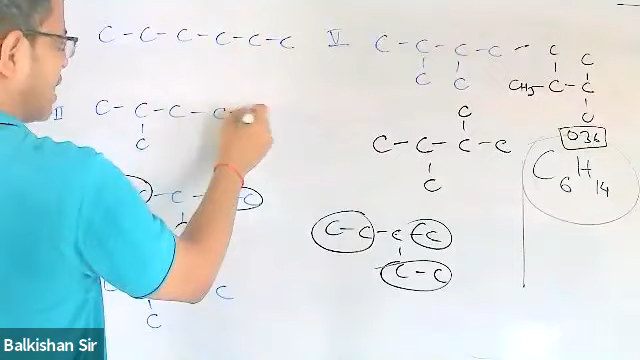 C - C - C - C - C - C
II C - C - C - C
C
C - C - C
C
C
C
V C - C - C - C -
C C
C
CH3 - C - C
C
C
C
C - C - C - C
C
C - C - C - C C
C - C
036
C6H14
Balkishan Sir